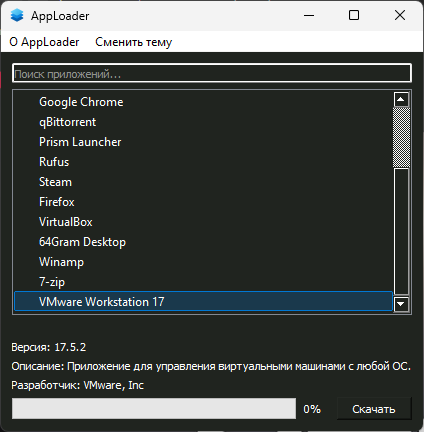 AppLoader
О AppLoader Сменить тему
Поиск приложений...
Google Chrome
qBittorrent
Prism Launcher
Rufus
Steam
Firefox
VirtualBox
64Gram Desktop
Winamp
7-zip
VMware Workstation 17
Версия: 17.5.2
Описание: Приложение для управления виртуальными машинами с любой ОС.
Разработчик: VMware, Inc
0% Скачать